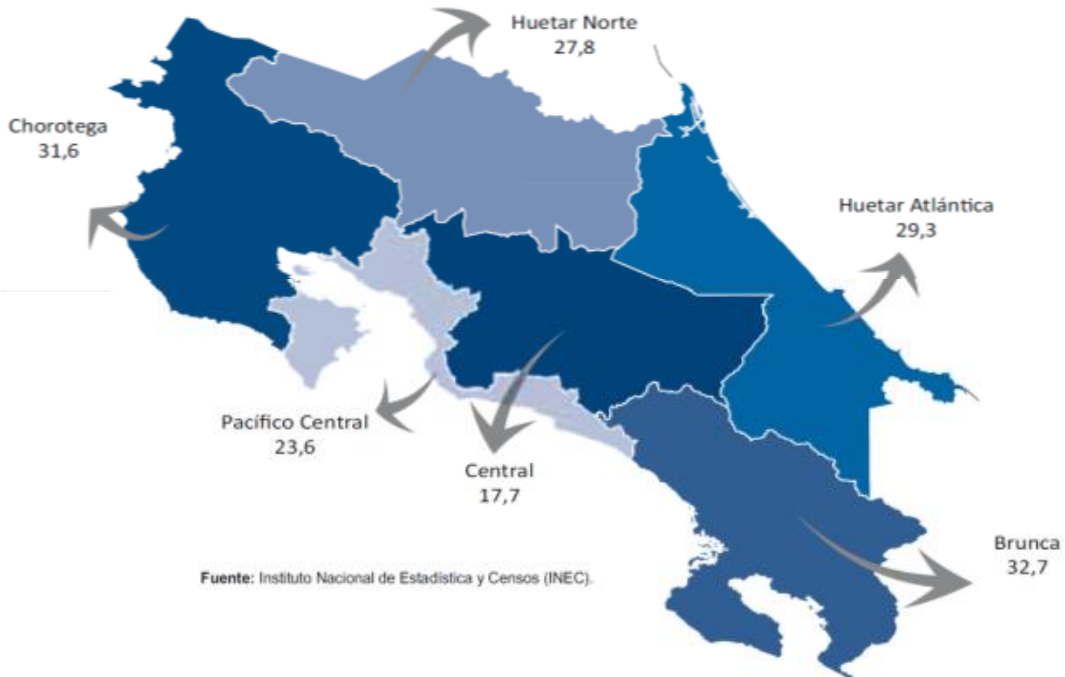 Huetar Norte
27,8
Chorotega
31,6
Huetar Atlántica
29,3
Pacífico Central
23,6
Central
17,7
Brunca
32,7
Fuente: Instituto Nacional de Estadística y Censos (INEC).